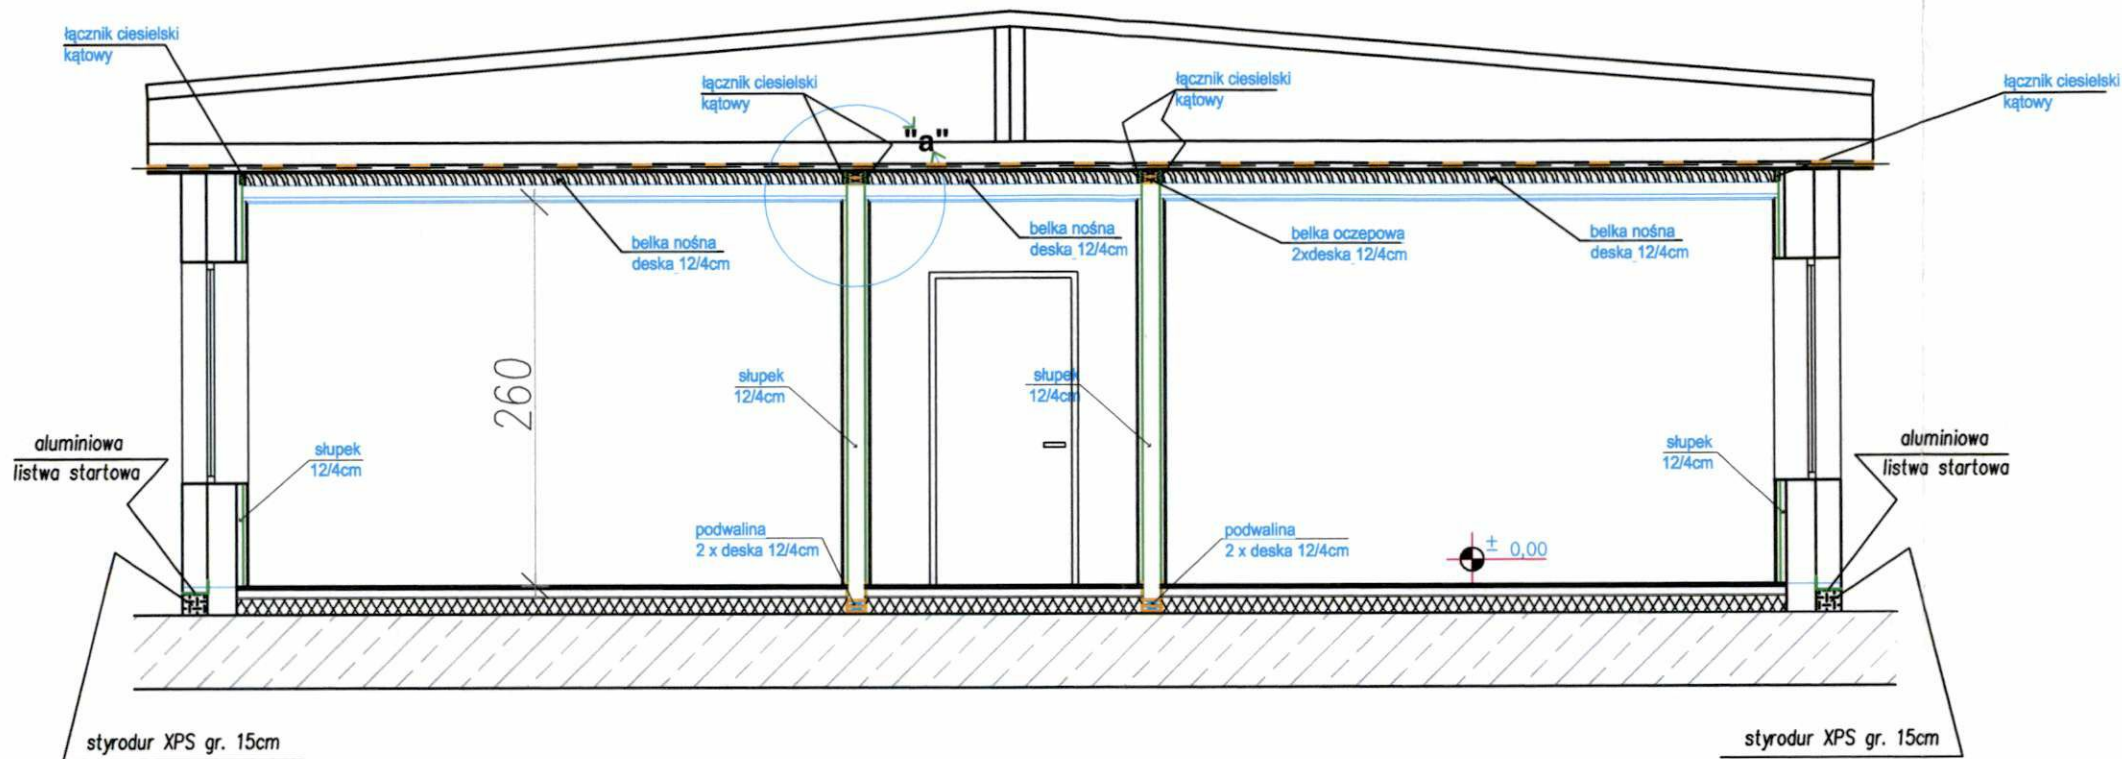 łącznik ciesielski
kątowy
łącznik ciesielski
kątowy
łącznik ciesielski
kątowy
łącznik ciesielski
kątowy
"a"
belka nośna
deska 12/4cm
belka nośna
deska 12/4cm
belka oczepowa
2xdeska 12/4cm
belka nośna
deska 12/4cm
260
słupek
12/4cm
słupek
12/4cm
słupek
12/4cm
słupek
12/4cm
aluminiowa
listwa startowa
aluminiowa
listwa startowa
podwalina
2 x deska 12/4cm
podwalina
2 x deska 12/4cm
± 0,00
styrodur XPS gr. 15cm
styrodur XPS gr. 15cm